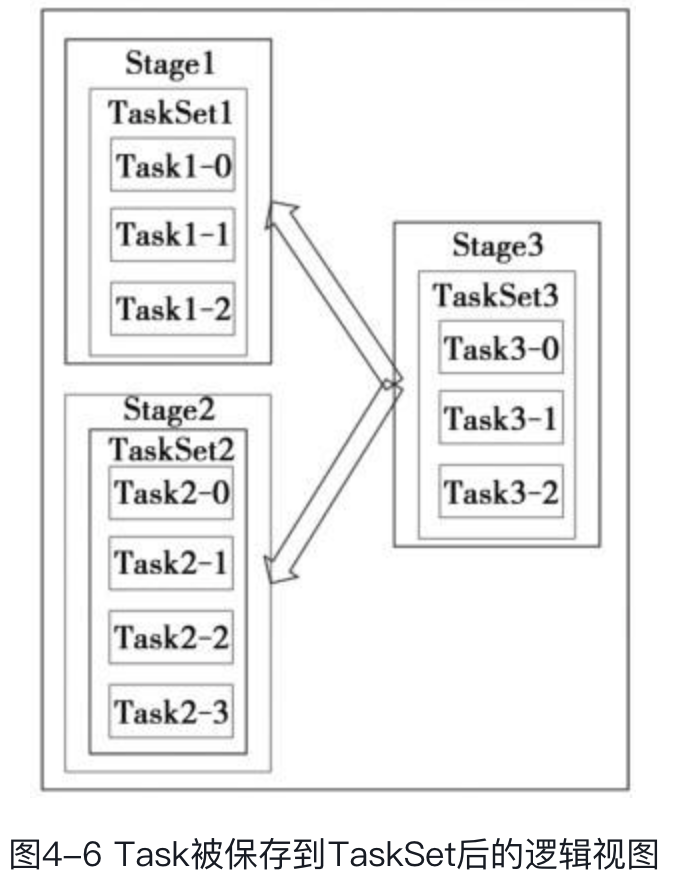 Stage1
TaskSet1
Task1-0
Task1-1
Task1-2
Stage2
TaskSet2
Task2-0
Task2-1
Task2-2
Task2-3
Stage3
TaskSet3
Task3-0
Task3-1
Task3-2
图4-6 Task被保存到TaskSet后的逻辑视图